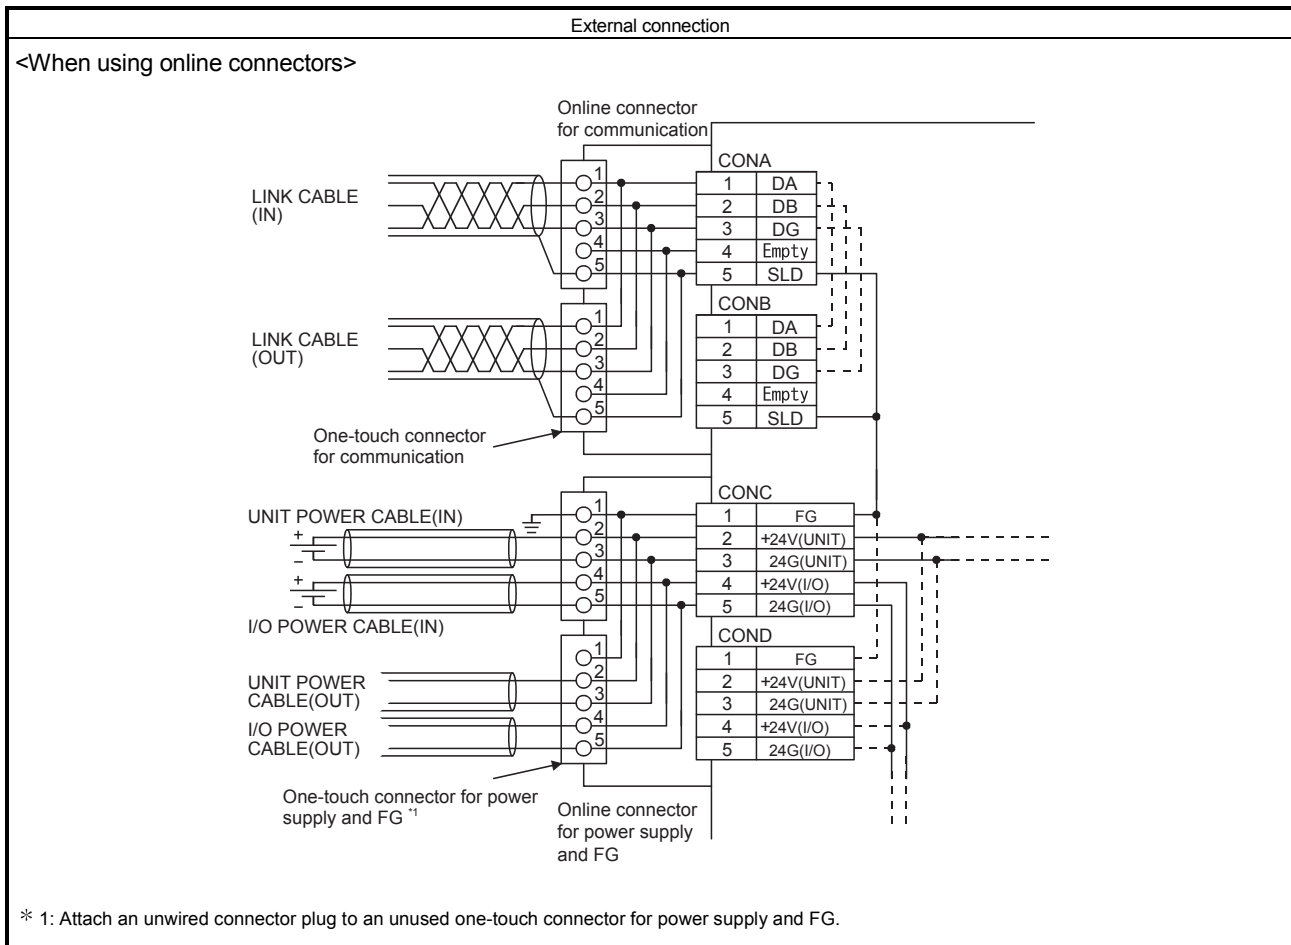 External connection
<When using online connectors>
Online connector
for communication
LINK CABLE
(IN)
1
2
3
4
5
CONA
1 DA
2 DB
3 DG
4 Empty
5 SLD
LINK CABLE
(OUT)
1
2
3
4
5
CONB
1 DA
2 DB
3 DG
4 Empty
5 SLD
One-touch connector
for communication
UNIT POWER CABLE(IN)
+
−
+
−
I/O POWER CABLE(IN)
1
2
3
4
5
CONC
1 FG
2 +24V(UNIT)
3 24G(UNIT)
4 +24V(I/O)
5 24G(I/O)
UNIT POWER
CABLE(OUT)
I/O POWER
CABLE(OUT)
1
2
3
4
5
COND
1 FG
2 +24V(UNIT)
3 24G(UNIT)
4 +24V(I/O)
5 24G(I/O)
One-touch connector for power
supply and FG *1
Online connector
for power supply
and FG
* 1: Attach an unwired connector plug to an unused one-touch connector for power supply and FG.